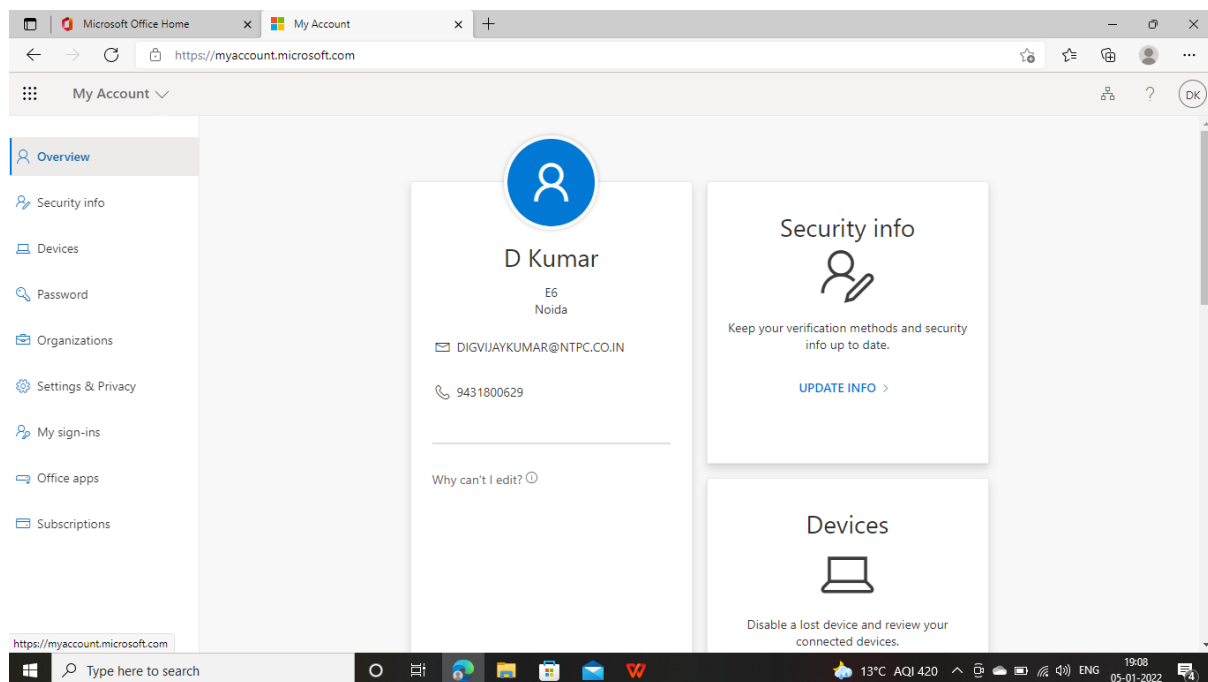 Microsoft Office Home
My Account
https://myaccount.microsoft.com
My Account
DK
Overview
Security info
Devices
Password
Organizations
Settings & Privacy
My sign-ins
Office apps
Subscriptions
D Kumar
E6
Noida
DIGVIJAYKUMAR@NTPC.CO.IN
9431800629
Why can't I edit?
Security info
Keep your verification methods and security
info up to date.
UPDATE INFO
Devices
Disable a lost device and review your
connected devices.
https://myaccount.microsoft.com
Type here to search
13°C AQI 420
ENG
19:08
05-01-2022
4